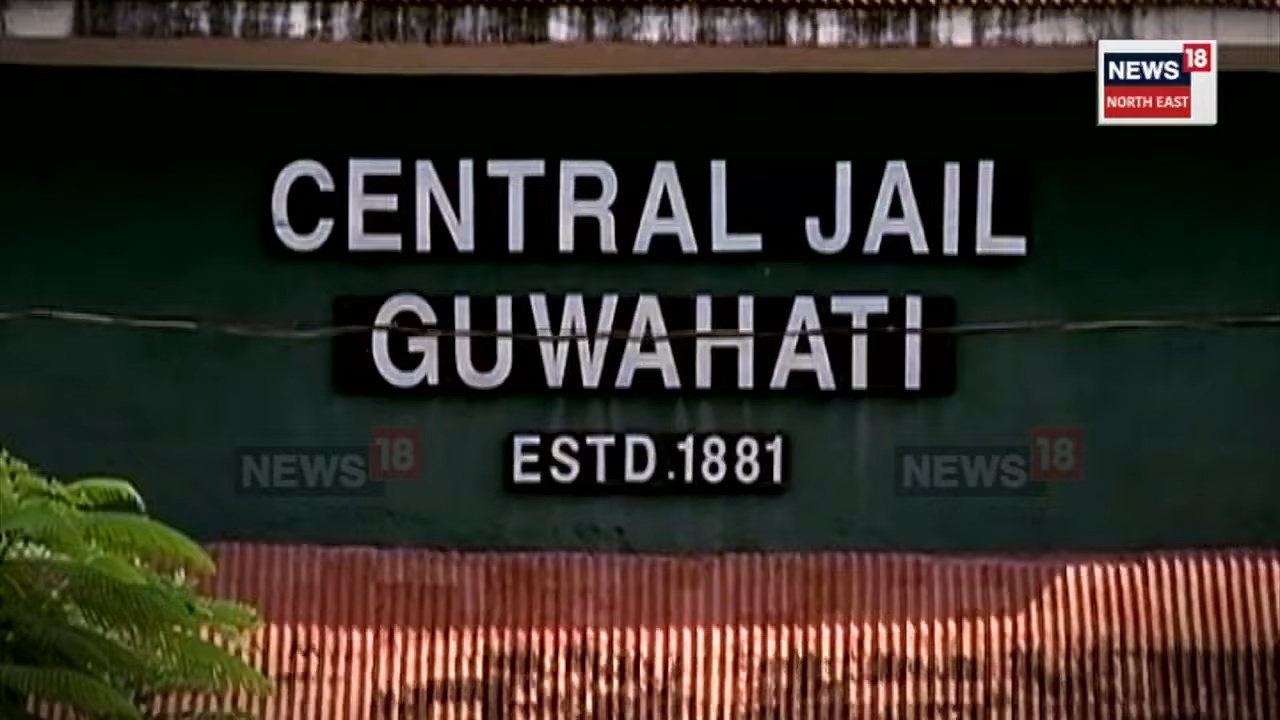 NEWS 18
NORTH EAST
CENTRAL JAIL
GUWAHATI
ESTD.1881
NEWS 18
NEWS 18